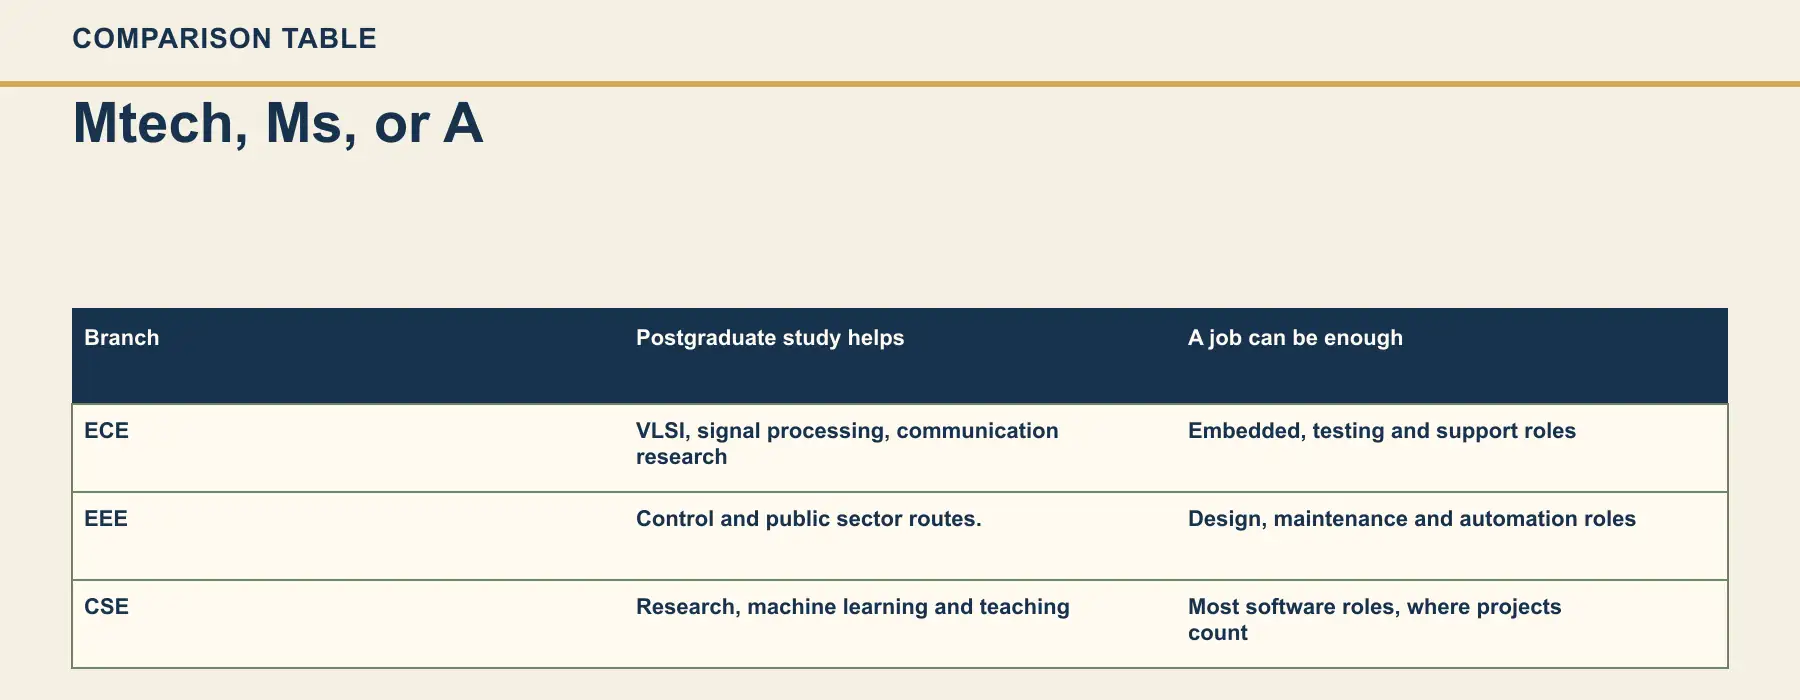 COMPARISON TABLE
Mtech, Ms, or A
Branch Postgraduate study helps A job can be enough
ECE VLSI, signal processing, communication research Embedded, testing and support roles
EEE Control and public sector routes. Design, maintenance and automation roles
CSE Research, machine learning and teaching Most software roles, where projects count